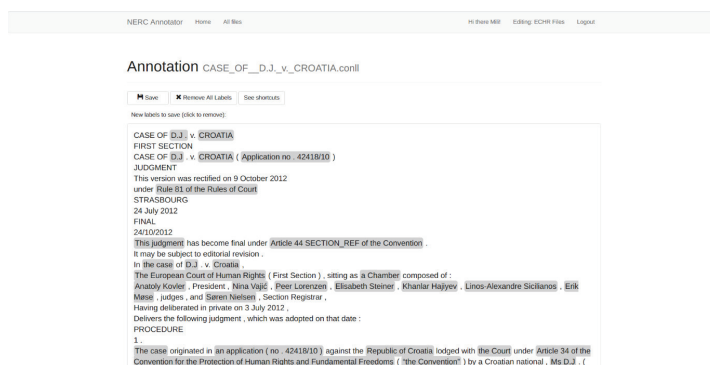 NERC Annotator Home All files Hi there Milli Editing: ECHR Files Logout
Annotation CASE_OF__D.J._v._CROATIA.conll
Save ✖ Remove All Labels See shortcuts
New labels to save (click to remove):
CASE OF D.J . v. CROATIA
FIRST SECTION
CASE OF D.J . v. CROATIA ( Application no . 42418/10 )
JUDGMENT
This version was rectified on 9 October 2012
under Rule 81 of the Rules of Court
STRASBOURG
24 July 2012
FINAL
24/10/2012
This judgment has become final under Article 44 SECTION_REF of the Convention .
It may be subject to editorial revision .
In the case of D.J . v. Croatia ,
The European Court of Human Rights ( First Section ) , sitting as a Chamber composed of :
Anatoly Kovler , President , Nina Vajić , Peer Lorenzen , Elisabeth Steiner , Khanlar Hajiyev , Linos-Alexandre Sicilianos , Erik
Møse , judges , and Søren Nielsen , Section Registrar ,
Having deliberated in private on 3 July 2012 ,
Delivers the following judgment , which was adopted on that date :
PROCEDURE
1 .
The case originated in an application ( no . 42418/10 ) against the Republic of Croatia lodged with the Court under Article 34 of the
Convention for the Protection of Human Rights and Fundamental Freedoms ( "the Convention" ) by a Croatian national , Ms D.J . (